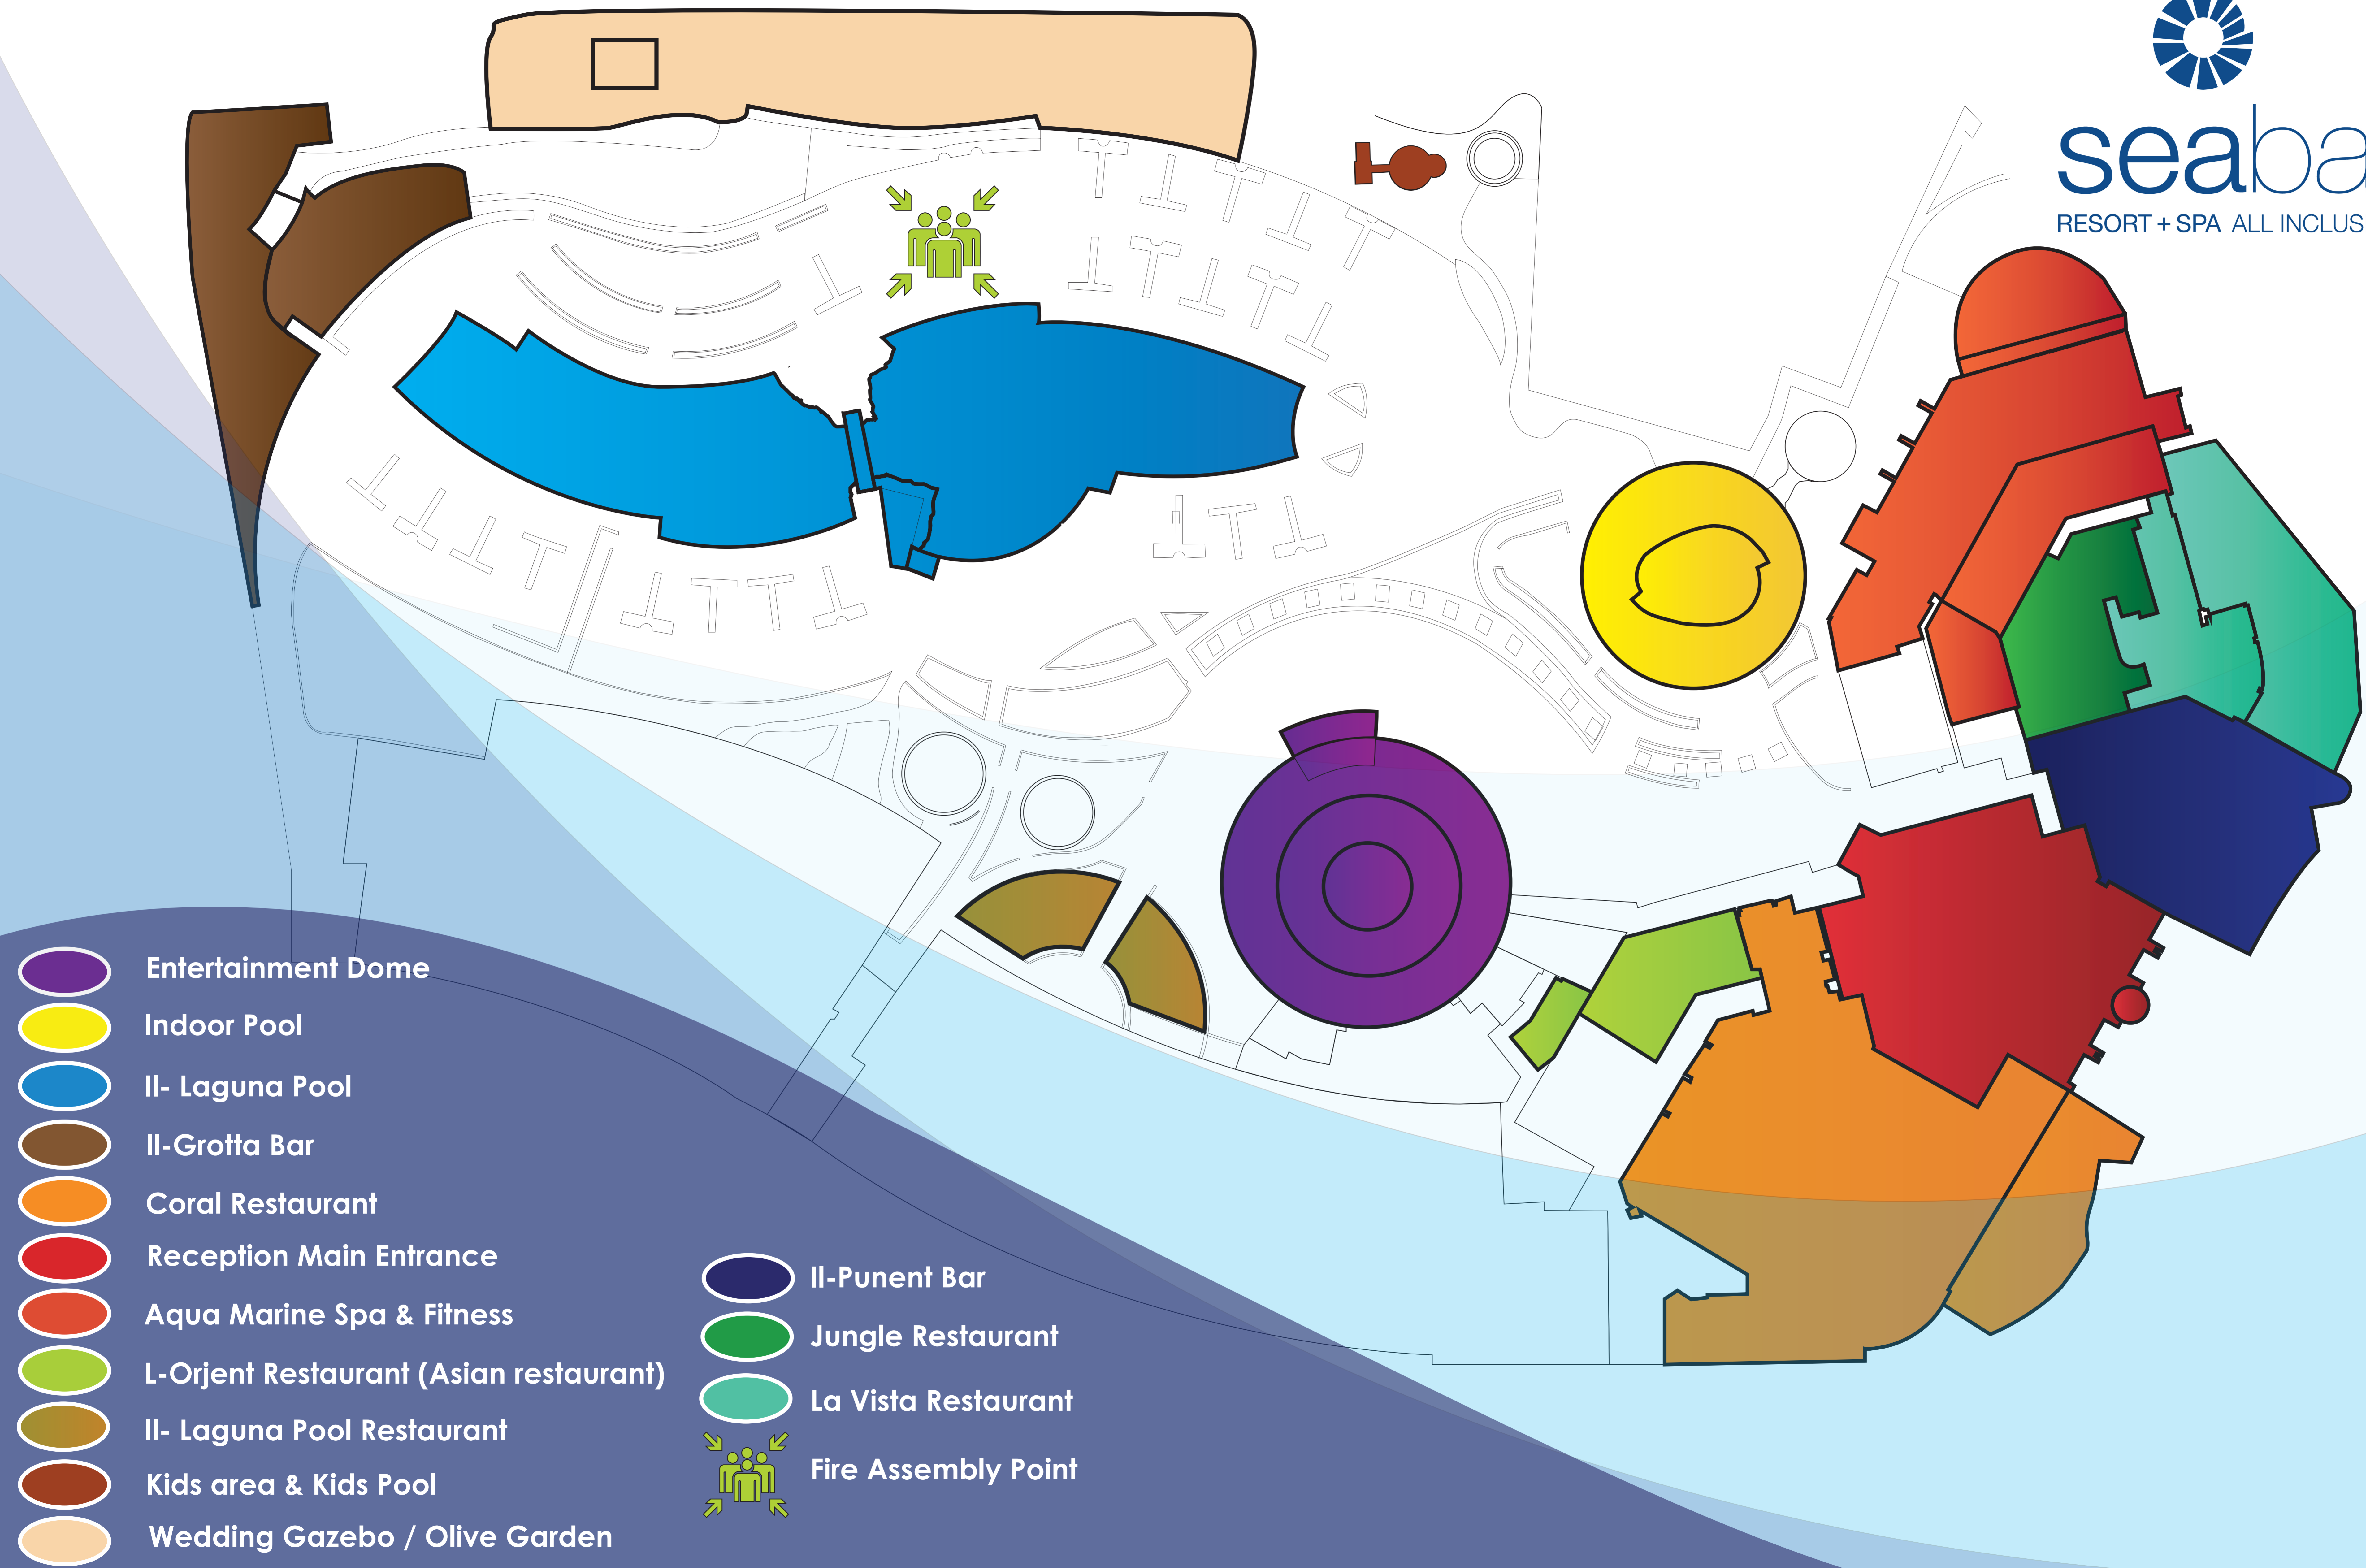 seaba
RESORT + SPA ALL INCLUS
Entertainment Dome
Indoor Pool
Il- Laguna Pool
Il-Grotta Bar
Coral Restaurant
Reception Main Entrance
Aqua Marine Spa & Fitness
L-Orjent Restaurant (Asian restaurant)
Il- Laguna Pool Restaurant
Kids area & Kids Pool
Wedding Gazebo / Olive Garden
Il-Punent Bar
Jungle Restaurant
La Vista Restaurant
Fire Assembly Point